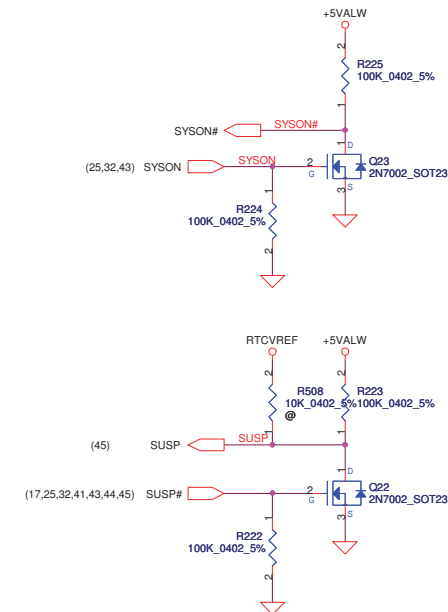 +5VALW
2
R225
100K_0402_5%
1
SYSON#
SYSON#
1
D
(25,32,43)
SYSON
SYSON
2
G
Q23
2N7002_SOT23
3
S
1
R224
100K_0402_5%
2
RTCVREF
+5VALW
2
2
R508
10K_0402_5%
@
R223
100K_0402_5%
1
1
(45)
SUSP
SUSP
1
D
(17,25,32,41,43,44,45)
SUSP#
2
G
Q22
2N7002_SOT23
3
S
1
R222
100K_0402_5%
2